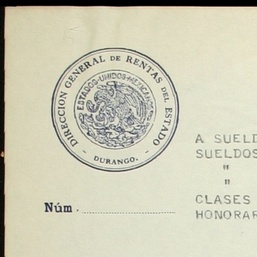 DIRECCION GENERAL DE RENTAS DEL ESTADO
ESTADOS-UNIDOS-MEXICANOS
- DURANGO. -
A SUELD
SUELDOS
"
"
CLASES
Núm.
HONORAR